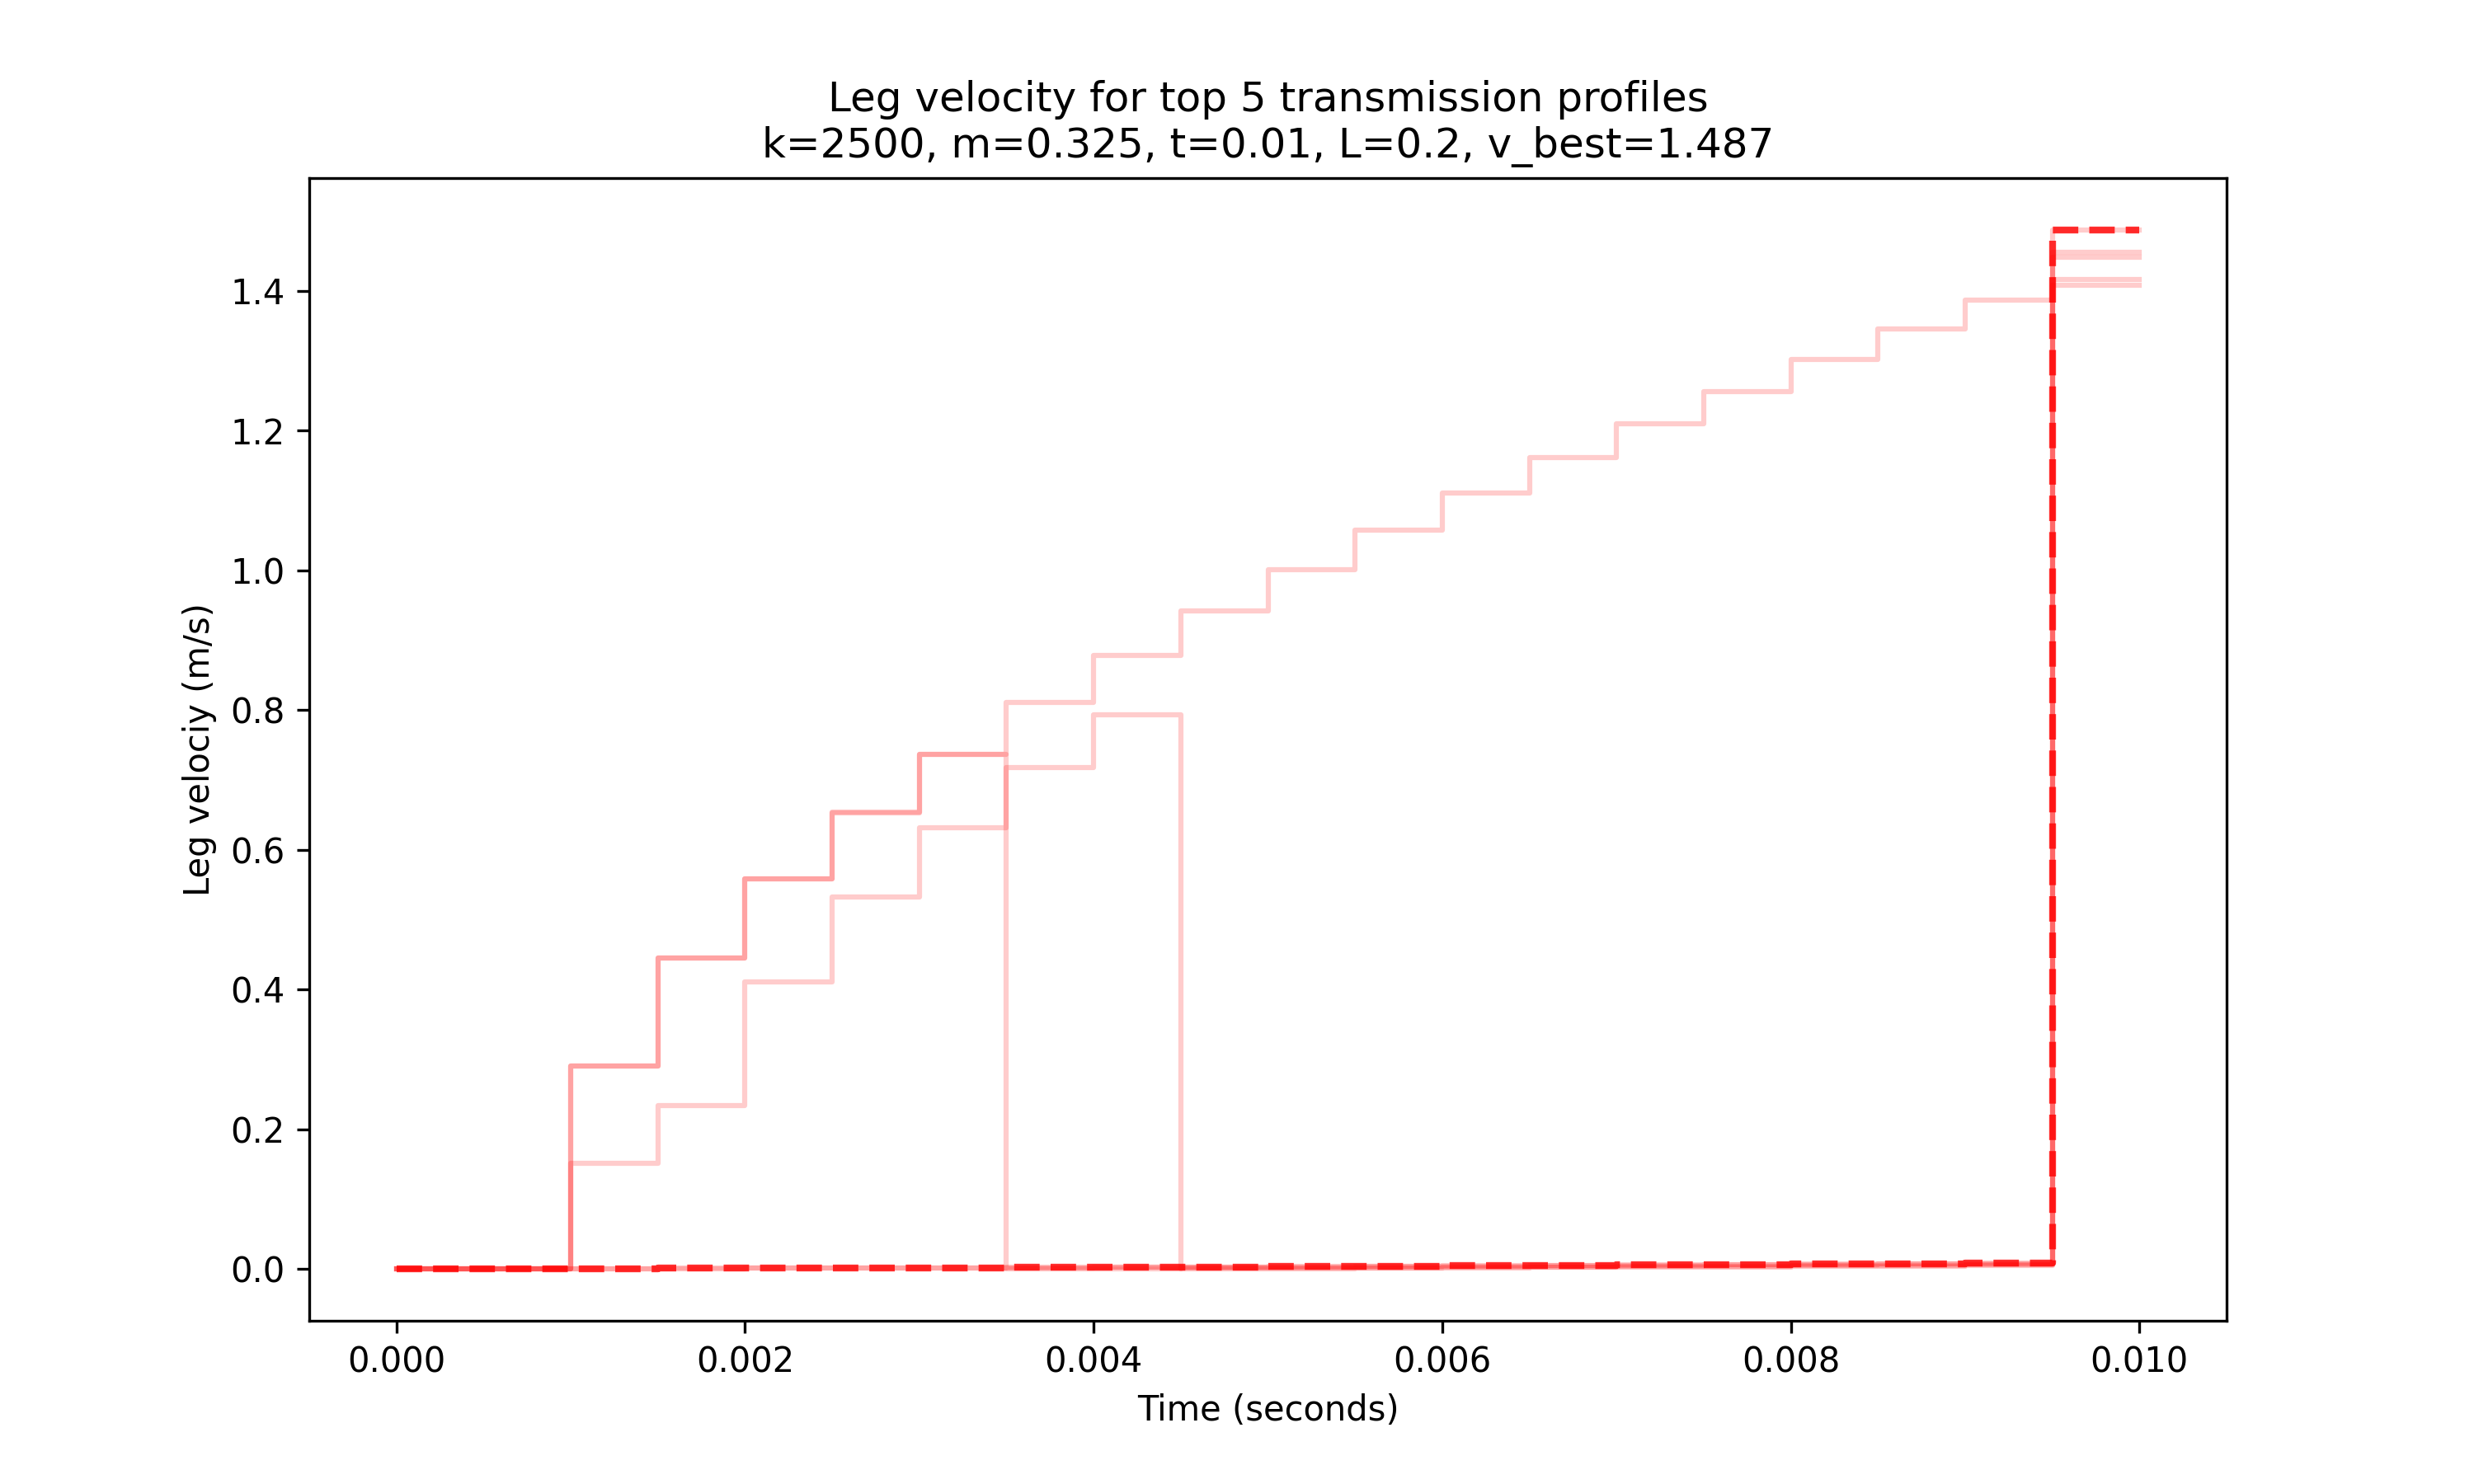 Leg velocity for top 5 transmission profiles
k=2500, m=0.325, t=0.01, L=0.2, v_best=1.487
Leg velociy (m/s)
1.4
1.2
1.0
0.8
0.6
0.4
0.2
0.0
0.000 0.002 0.004 0.006 0.008 0.010
Time (seconds)